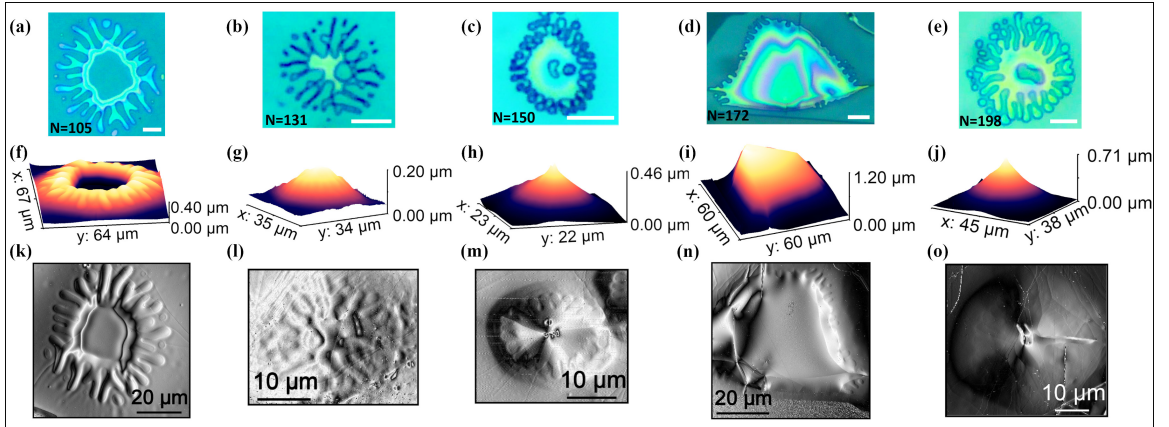 (a)
(b)
(c)
(d)
(e)
N=105
N=131
N=150
N=172
N=198
(f)
(g)
(h)
(i)
(j)
x: 67 μm
y: 64 μm
0.40 μm
0.00 μm
x: 35 μm
y: 34 μm
0.20 μm
0.00 μm
x: 23 μm
y: 22 μm
0.46 μm
0.00 μm
x: 60 μm
y: 60 μm
1.20 μm
0.00 μm
x: 45 μm
y: 38 μm
0.71 μm
0.00 μm
(k)
(l)
(m)
(n)
(o)
20 μm
10 μm
10 μm
20 μm
10 μm